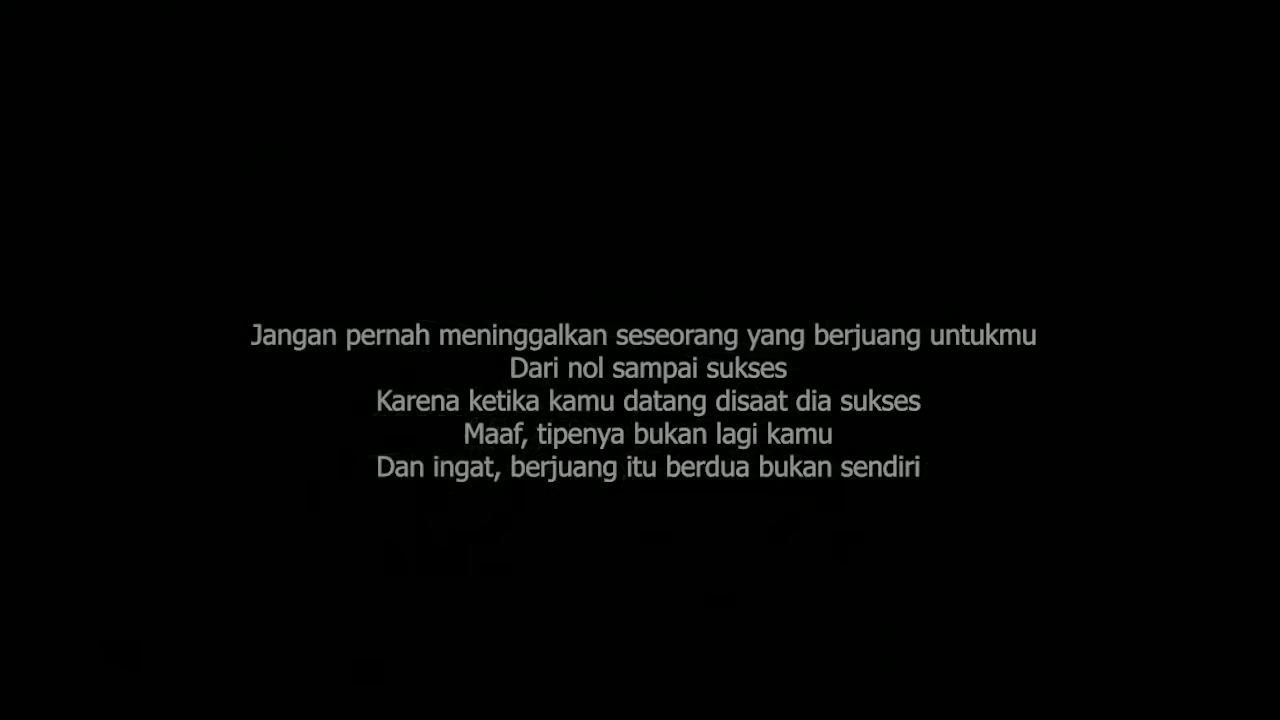 Jangan pernah meninggalkan seseorang yang berjuang untukmu
Dari nol sampai sukses
Karena ketika kamu datang disaat dia sukses
Maaf, tipenya bukan lagi kamu
Dan ingat, berjuang itu berdua bukan sendiri